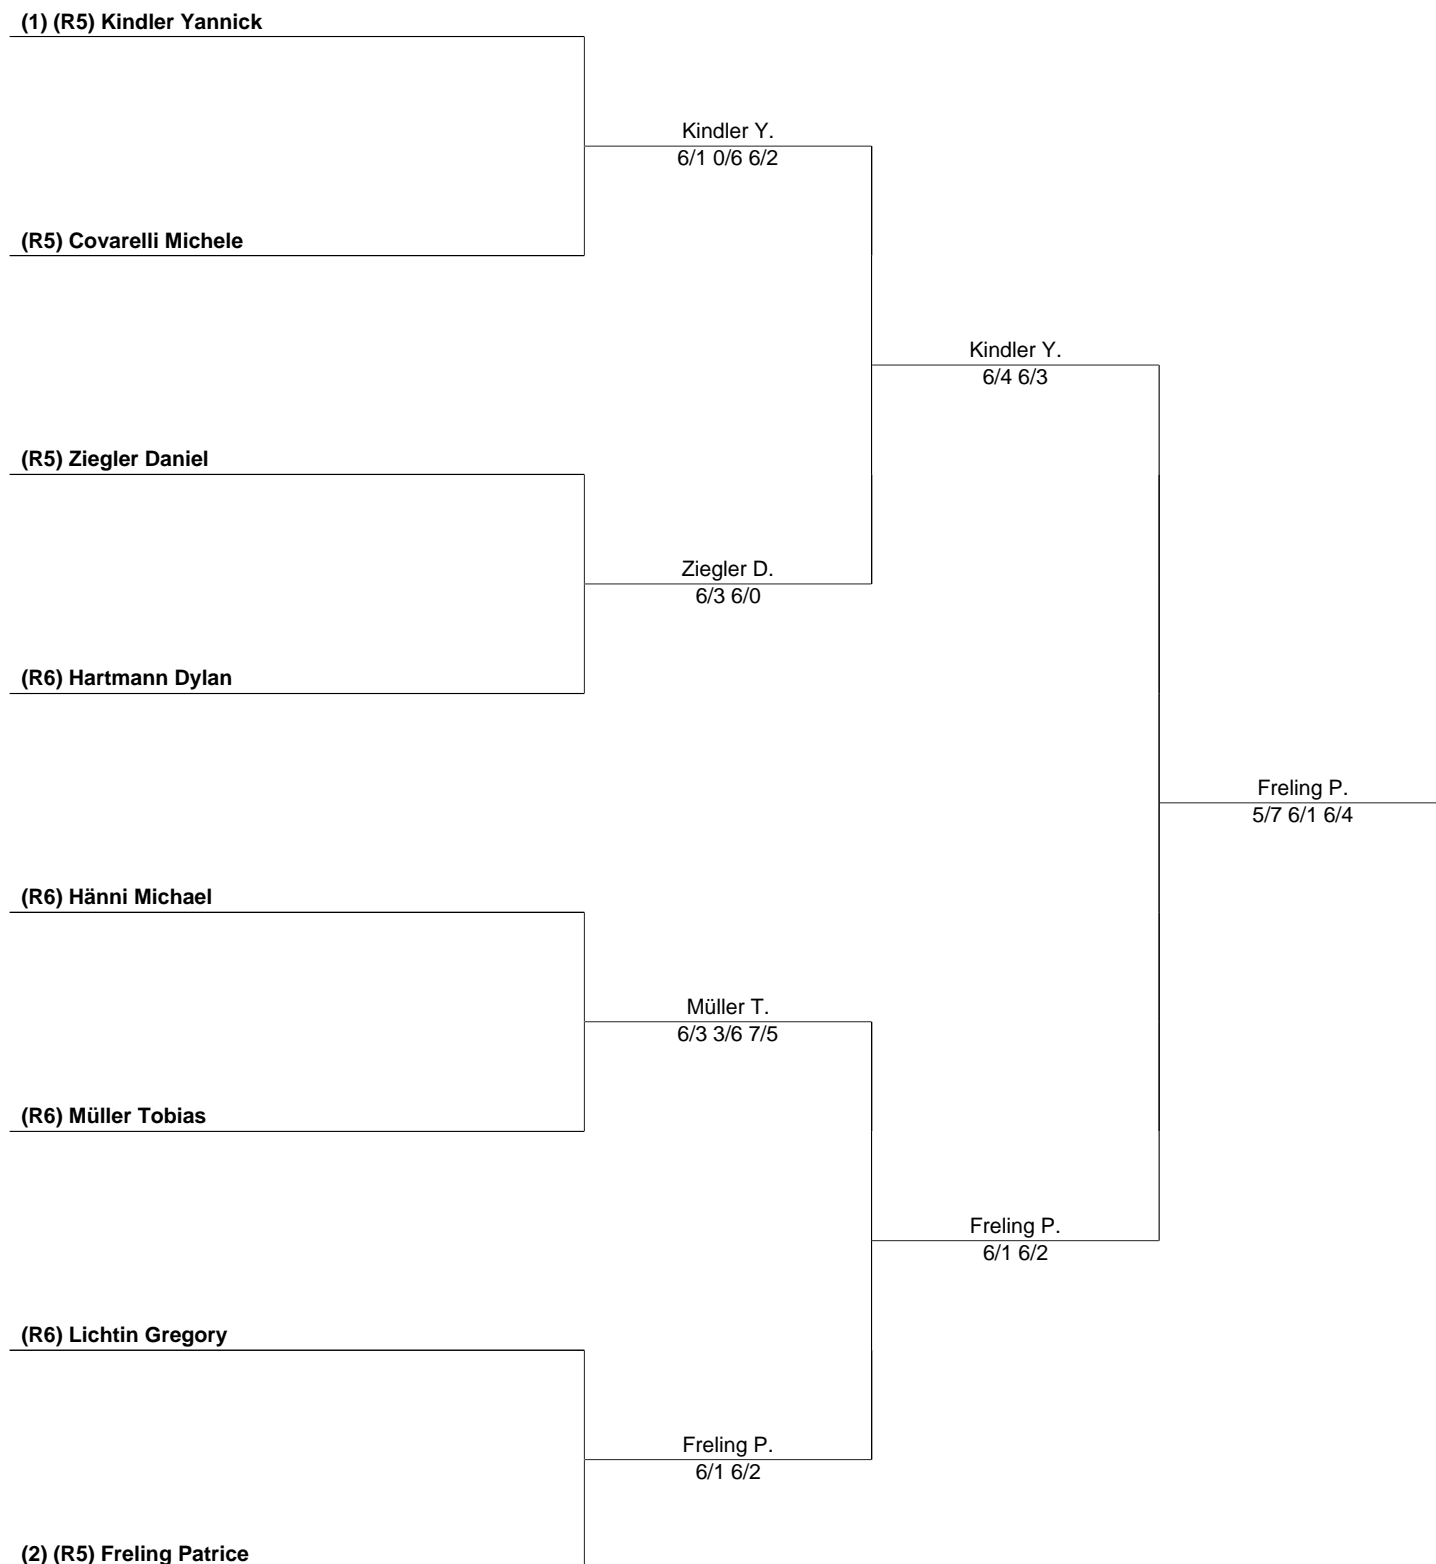 (1) (R5) Kindler Yannick
Kindler Y.
6/1 0/6 6/2
(R5) Covarelli Michele
Kindler Y.
6/4 6/3
(R5) Ziegler Daniel
Ziegler D.
6/3 6/0
(R6) Hartmann Dylan
Freling P.
5/7 6/1 6/4
(R6) Hänni Michael
Müller T.
6/3 3/6 7/5
(R6) Müller Tobias
Freling P.
6/1 6/2
(R6) Lichtin Gregory
Freling P.
6/1 6/2
(2) (R5) Freling Patrice